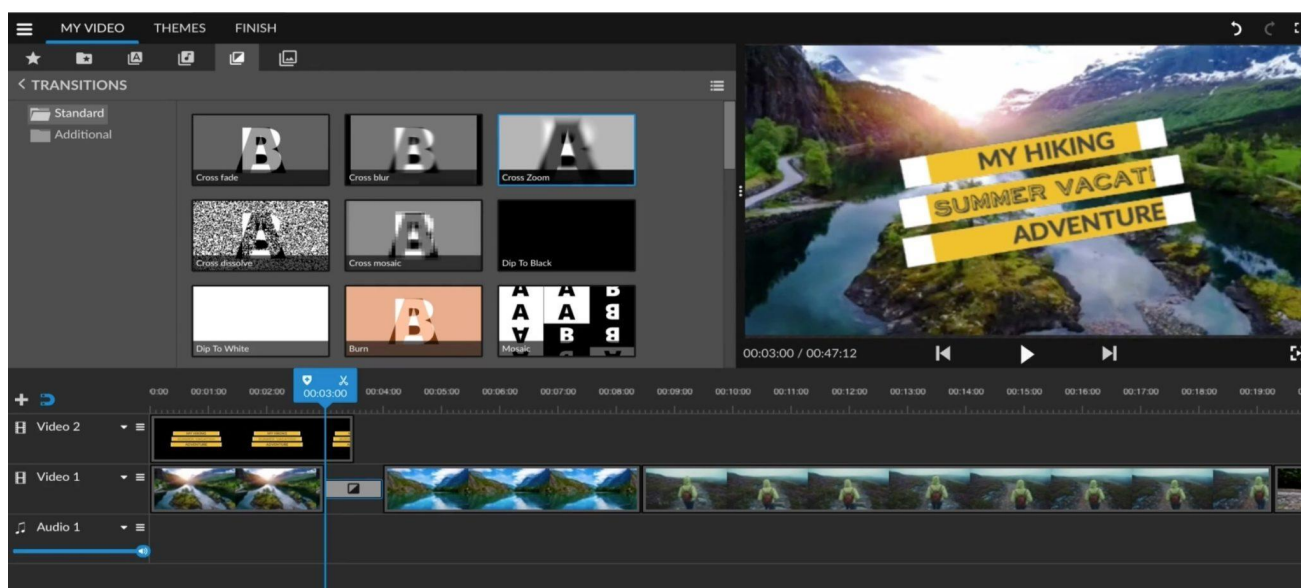 MY VIDEO THEMES FINISH
TRANSITIONS
Standard
Additional
Cross fade Cross blur Cross Zoom
Cross dissolve Cross mosaic Dip To Black
Dip To White Burn Mosaic
MY HIKING
SUMMER VACATI
ADVENTURE
00:03:00 / 00:47:12
0:00 00:01:00 00:02:00 00:03:00 00:04:00 00:05:00 00:06:00 00:07:00 00:08:00 00:09:00 00:10:00 00:11:00 00:12:00 00:13:00 00:14:00 00:15:00 00:16:00 00:17:00 00:18:00 00:19:00
Video 2
Video 1
Audio 1